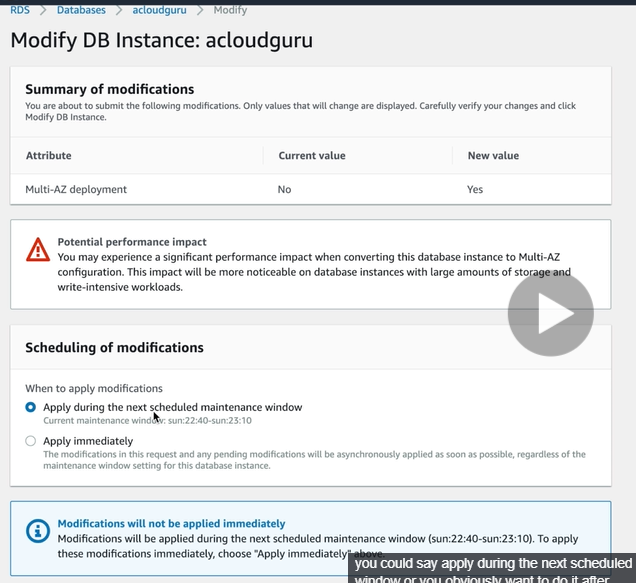 RDS > Databases > acloudguru > Modify
Modify DB Instance: acloudguru
Summary of modifications
You are about to submit the following modifications. Only values that will change are displayed. Carefully verify your changes and click
Modify DB Instance.
Attribute Current value New value
Multi-AZ deployment No Yes
Potential performance impact
You may experience a significant performance impact when converting this database instance to Multi-AZ
configuration. This impact will be more noticeable on database instances with large amounts of storage and
write-intensive workloads.
Scheduling of modifications
When to apply modifications
Apply during the next scheduled maintenance window
Current maintenance window: sun:22:40-sun:23:10
Apply immediately
The modifications in this request and any pending modifications will be asynchronously applied as soon as possible, regardless of the
maintenance window setting for this database instance.
Modifications will not be applied immediately
Modifications will be applied during the next scheduled maintenance window (sun:22:40-sun:23:10). To apply
these modifications immediately, choose "Apply immediately" above.
you could say apply during the next scheduled
window or you obviously want to do it after